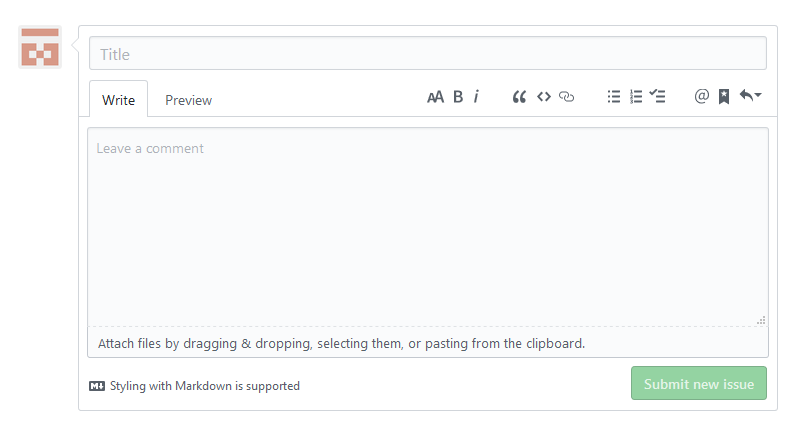 Title
Write Preview AA B i @
Leave a comment
Attach files by dragging & dropping, selecting them, or pasting from the clipboard.
Styling with Markdown is supported Submit new issue